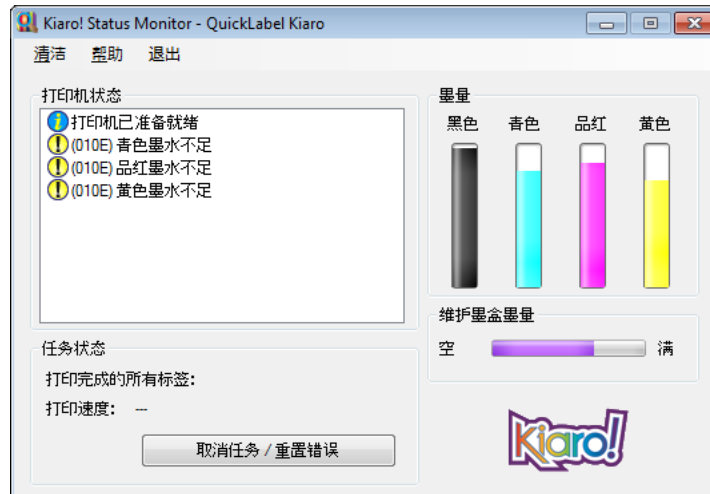 Kiaro! Status Monitor - QuickLabel Kiaro
清洁 帮助 退出
打印机状态
打印机已准备就绪
(010E) 青色墨水不足
(010E) 品红墨水不足
(010E) 黄色墨水不足
墨量
黑色 青色 品红 黄色
维护墨盒墨量
空 满
任务状态
打印完成的所有标签:
打印速度: --
取消任务 / 重置错误
Kiaro!